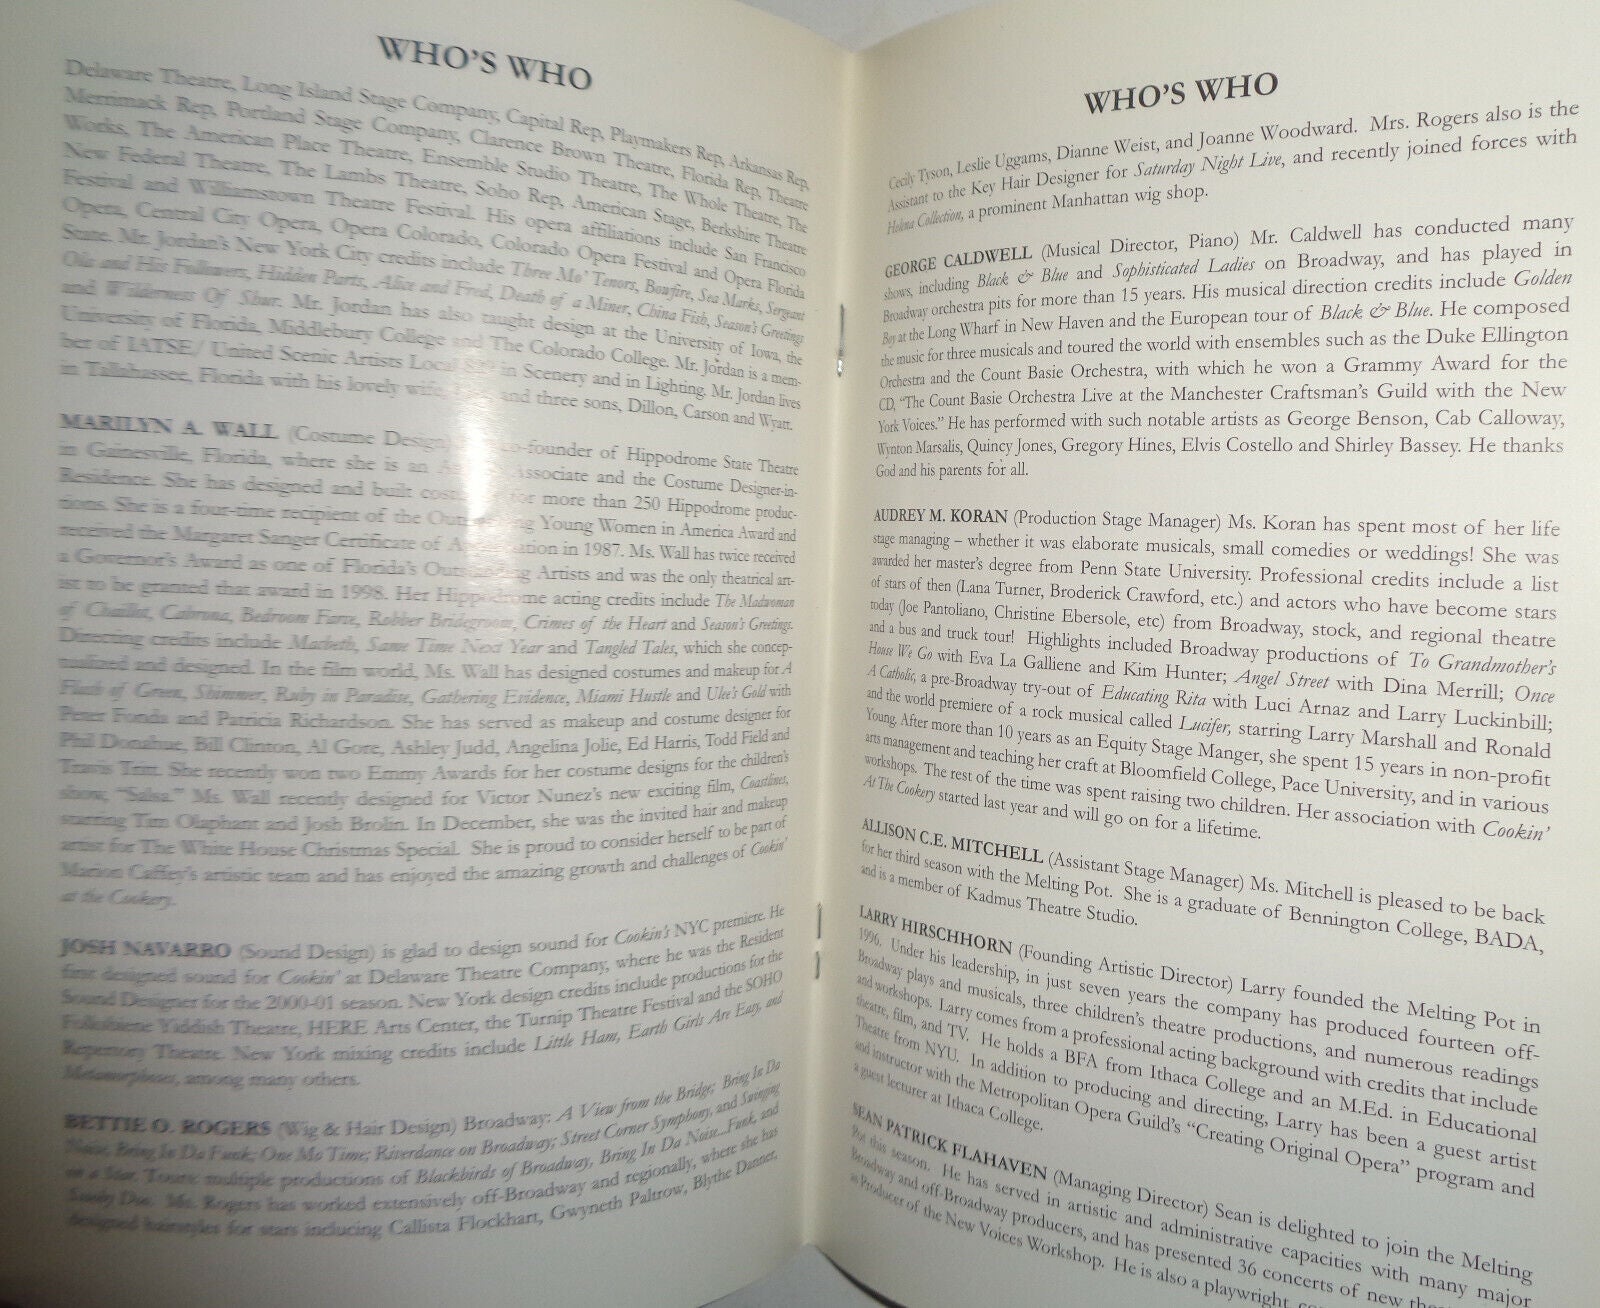 WHO'S WHO
Delaware Theatre, Long Island Stage Company, Capital Rep, Playmakers Rep, Arkansas Rep,
Merrimack Rep, Portland Stage Company, Clarence Brown Theatre, Florida Rep, Theatre
Works, The American Place Theatre, Ensemble Studio Theatre, The Whole Theatre, The
New Federal Theatre, The Lambs Theatre, Soho Rep, American Stage, Berkshire Theatre
Festival and Williamstown Theatre Festival. His opera affiliations include San Francisco
Opera, Central City Opera, Opera Colorado, Colorado Opera Festival and Opera Florida
State. Mr. Jordan's New York City credits include Three Mo' Tenors, Bonfire, Sea Marks, Sergeant
Ola and His Followers, Hidden Parts, Alice and Fred, Death of a Miner, China Fish, Season's Greetings
and Wilderness Of Shur. Mr. Jordan has also taught design at the University of Iowa, the
University of Florida, Middlebury College and The Colorado College. Mr. Jordan is a mem-
ber of IATSE/ United Scenic Artists Local 829 in Scenery and in Lighting. Mr. Jordan lives
in Tallahassee, Florida with his lovely wife, and three sons, Dillon, Carson and Wyatt.
MARILYN A. WALL (Costume Design) co-founder of Hippodrome State Theatre
in Gainesville, Florida, where she is an Associate and the Costume Designer-in-
Residence. She has designed and built for more than 250 Hippodrome produc-
tions. She is a four-time recipient of the Outstanding Young Women in America Award and
received the Margaret Sanger Certificate of Appreciation in 1987. Ms. Wall has twice received
a Governor's Award as one of Florida's Outstanding Artists and was the only theatrical art-
ist to be granted that award in 1998. Her Hippodrome acting credits include The Madwoman
of Chaillot, Cabrona, Bedroom Farce, Robber Bridegroom, Crimes of the Heart and Season's Greetings.
Directing credits include Macbeth, Same Time Next Year and Tangled Tales, which she concep-
tualized and designed. In the film world, Ms. Wall has designed costumes and makeup for A
Flash of Green, Shimmer, Ruby in Paradise, Gathering Evidence, Miami Hustle and Ulee's Gold with
Peter Fonda and Patricia Richardson. She has served as makeup and costume designer for
Phil Donahue, Bill Clinton, Al Gore, Ashley Judd, Angelina Jolie, Ed Harris, Todd Field and
Travis Tritt. She recently won two Emmy Awards for her costume designs for the children's
show, "Salsa." Ms. Wall recently designed for Victor Nunez's new exciting film, Coastlines,
starring Tim Olaphant and Josh Brolin. In December, she was the invited hair and makeup
artist for The White House Christmas Special. She is proud to consider herself to be part of
Marion Caffey's artistic team and has enjoyed the amazing growth and challenges of Cookin'
at the Cookery.
JOSH NAVARRO (Sound Design) is glad to design sound for Cookin's NYC premiere. He
first designed sound for Cookin' at Delaware Theatre Company, where he was the Resident
Sound Designer for the 2000-01 season. New York design credits include productions for the
Folksbiene Yiddish Theatre, HERE Arts Center, the Turnip Theatre Festival and the SOHO
Repertory Theatre. New York mixing credits include Little Ham, Earth Girls Are Easy, and
Metamorphoses, among many others.
BETTIE O. ROGERS (Wig & Hair Design) Broadway: A View from the Bridge; Bring In Da
Noise, Bring In Da Funk; One Mo Time; Riverdance on Broadway; Street Corner Symphony, and Swinging
on a Star. Tours: multiple productions of Blackbirds of Broadway, Bring In Da Noise...Funk, and
Sandy Duo. Ms. Rogers has worked extensively off-Broadway and regionally, where she has
designed hairstyles for stars including Callista Flockhart, Gwyneth Paltrow, Blythe Danner,
WHO'S WHO
Cecily Tyson, Leslie Uggams, Dianne Weist, and Joanne Woodward. Mrs. Rogers also is the
Assistant to the Key Hair Designer for Saturday Night Live, and recently joined forces with
Helena Collection, a prominent Manhattan wig shop.
GEORGE CALDWELL (Musical Director, Piano) Mr. Caldwell has conducted many
shows, including Black & Blue and Sophisticated Ladies on Broadway, and has played in
Broadway orchestra pits for more than 15 years. His musical direction credits include Golden
Boy at the Long Wharf in New Haven and the European tour of Black & Blue. He composed
the music for three musicals and toured the world with ensembles such as the Duke Ellington
Orchestra and the Count Basie Orchestra, with which he won a Grammy Award for the
CD, "The Count Basie Orchestra Live at the Manchester Craftsman's Guild with the New
York Voices." He has performed with such notable artists as George Benson, Cab Calloway,
Wynton Marsalis, Quincy Jones, Gregory Hines, Elvis Costello and Shirley Bassey. He thanks
God and his parents for all.
AUDREY M. KORAN (Production Stage Manager) Ms. Koran has spent most of her life
stage managing – whether it was elaborate musicals, small comedies or weddings! She was
awarded her master's degree from Penn State University. Professional credits include a list
of stars of then (Lana Turner, Broderick Crawford, etc.) and actors who have become stars
today (Joe Pantoliano, Christine Ebersole, etc) from Broadway, stock, and regional theatre
and a bus and truck tour! Highlights included Broadway productions of To Grandmother's
House We Go with Eva La Galliene and Kim Hunter; Angel Street with Dina Merrill; Once
A Catholic, a pre-Broadway try-out of Educating Rita with Luci Arnaz and Larry Luckinbill;
and the world premiere of a rock musical called Lucifer, starring Larry Marshall and Ronald
Young. After more than 10 years as an Equity Stage Manger, she spent 15 years in non-profit
arts management and teaching her craft at Bloomfield College, Pace University, and in various
workshops. The rest of the time was spent raising two children. Her association with Cookin'
At The Cookery started last year and will go on for a lifetime.
ALLISON C.E. MITCHELL (Assistant Stage Manager) Ms. Mitchell is pleased to be back
for her third season with the Melting Pot. She is a graduate of Bennington College, BADA,
and is a member of Kadmus Theatre Studio.
LARRY HIRSCHHORN (Founding Artistic Director) Larry founded the Melting Pot in
1996. Under his leadership, in just seven years the company has produced fourteen off-
Broadway plays and musicals, three children's theatre productions, and numerous readings
and workshops. Larry comes from a professional acting background with credits that include
theatre, film, and TV. He holds a BFA from Ithaca College and an M.Ed. in Educational
Theatre from NYU. In addition to producing and directing, Larry has been a guest artist
and instructor with the Metropolitan Opera Guild's "Creating Original Opera" program and
a guest lecturer at Ithaca College.
SEAN PATRICK FLAHAVEN (Managing Director) Sean is delighted to join the Melting
Pot this season. He has served in artistic and administrative capacities with many major
Broadway and off-Broadway producers, and has presented 36 concerts of new
as Producer of the New Voices Workshop. He is also a playwright,